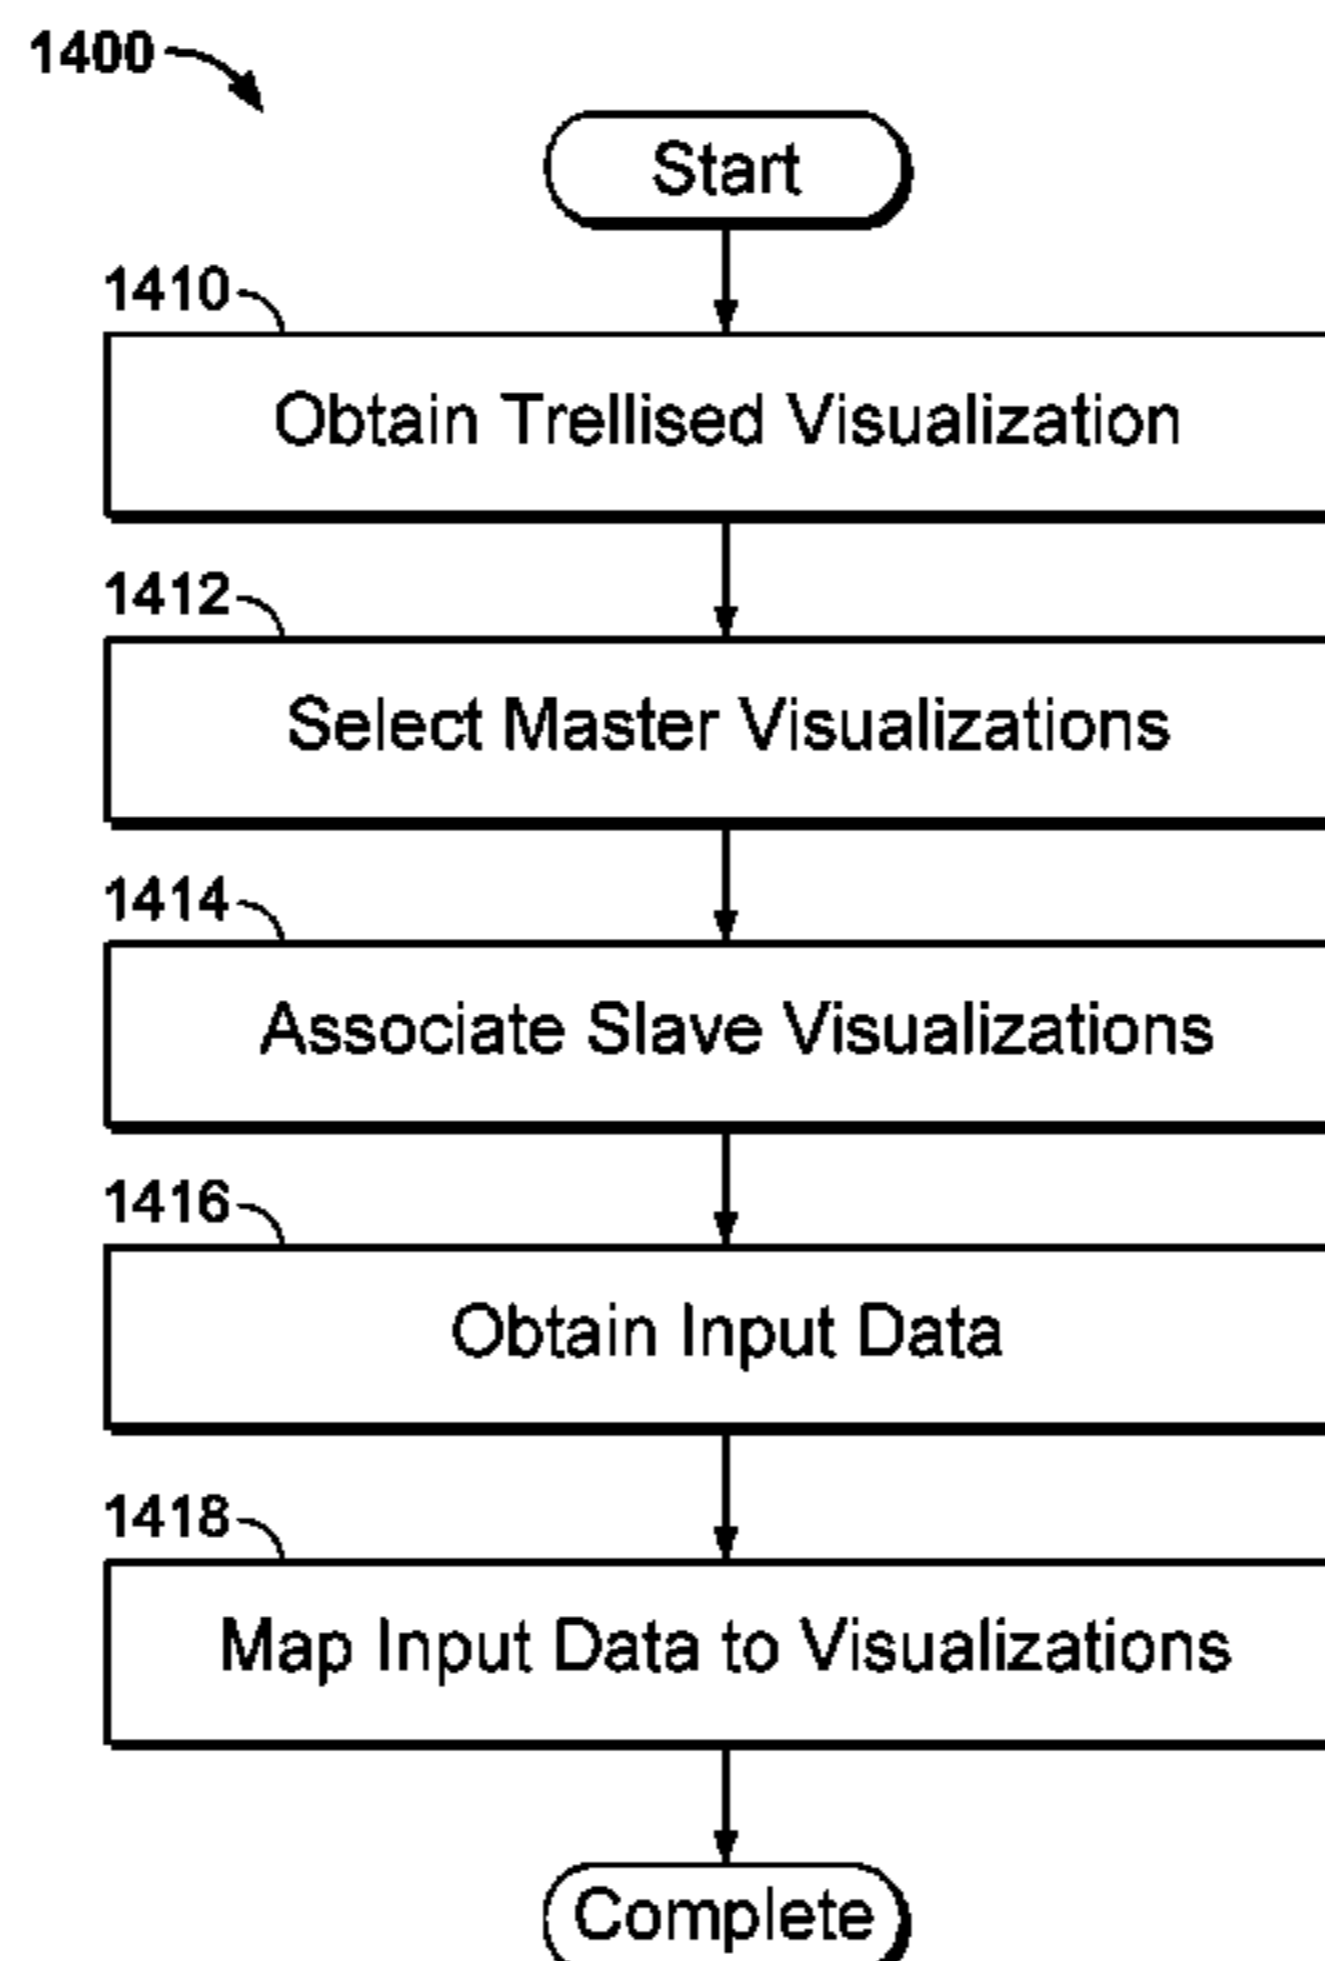 1400
Start
1410
Obtain Trellised Visualization
1412
Select Master Visualizations
1414
Associate Slave Visualizations
1416
Obtain Input Data
1418
Map Input Data to Visualizations
Complete